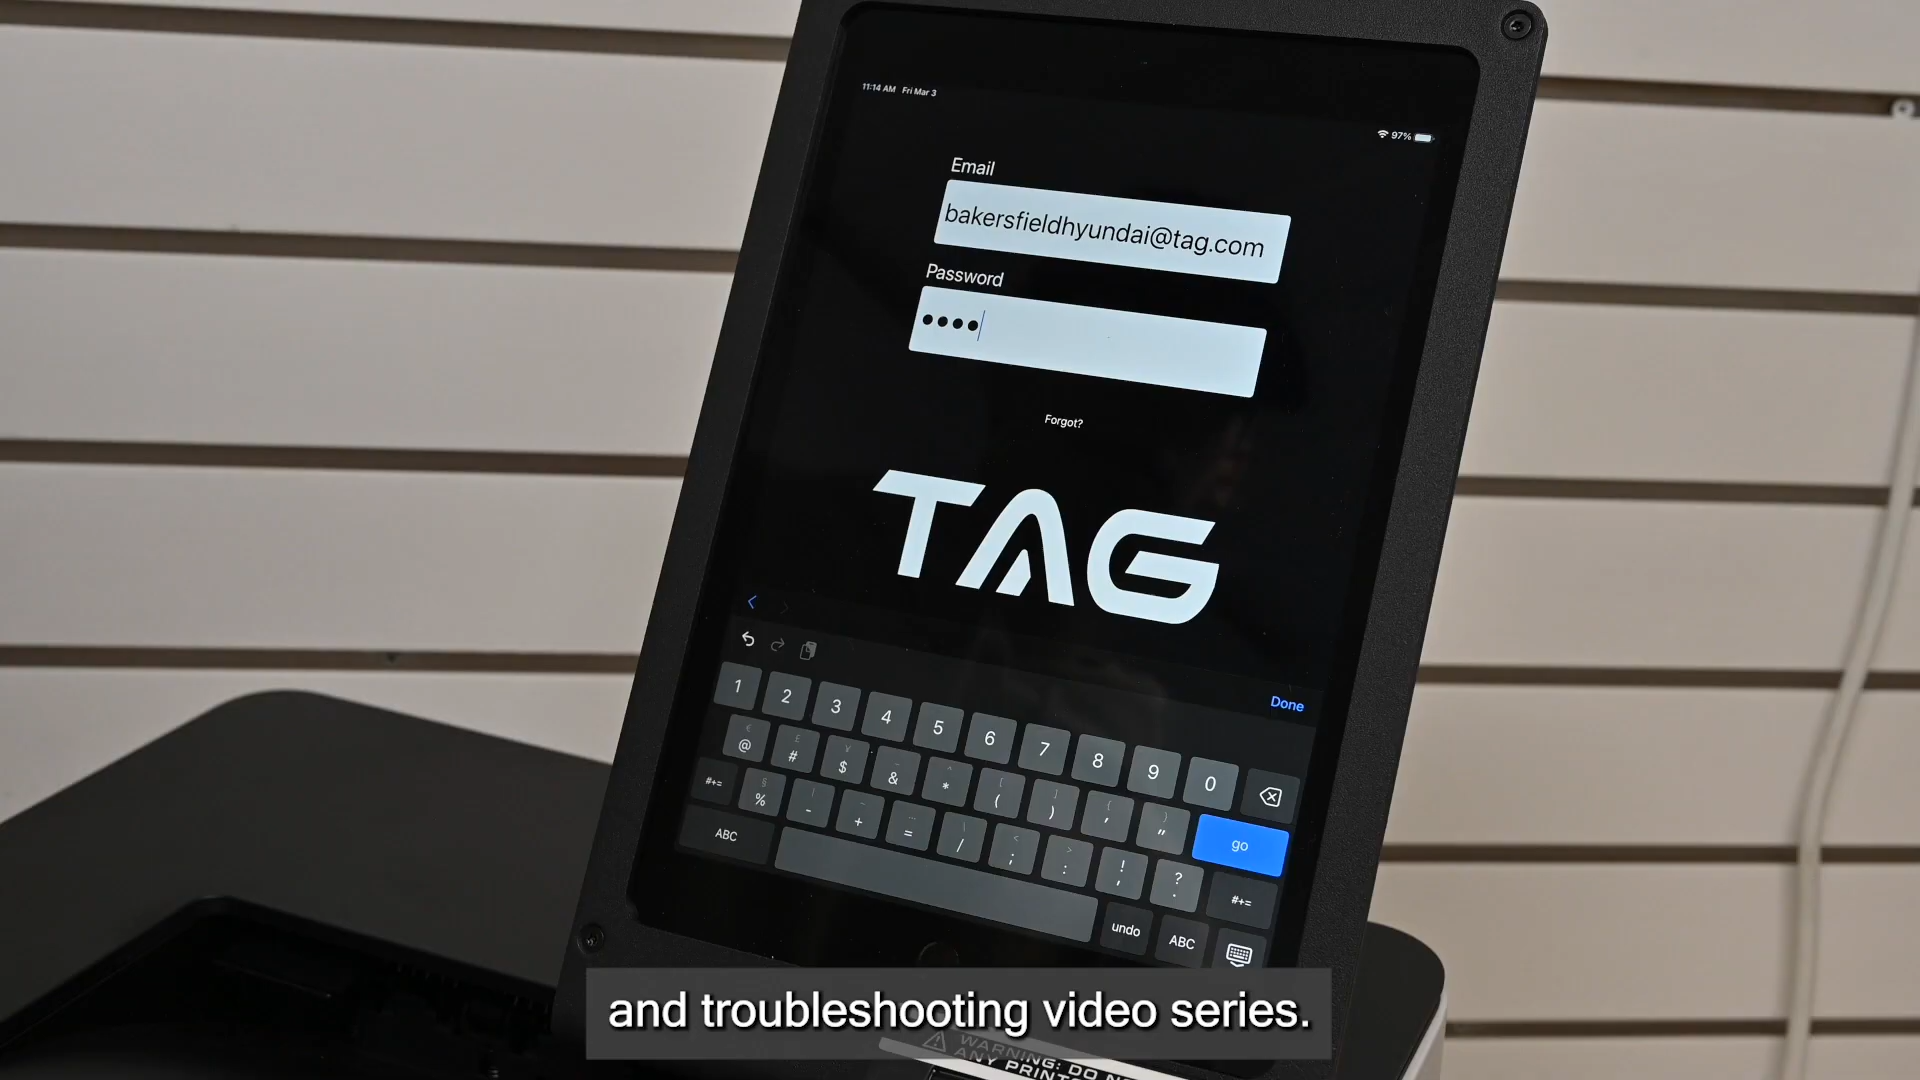 11:14 AM Fri Mar 3
97%
Email
bakersfieldhyundai@tag.com
Password
Forgot?
TAG
Done
1 2 3 4 5 6 7 8 9 0
@ # $ & * ( ) ' "
go
#+= % - + = / ; : ! , ? . #+=
ABC
undo ABC
and troubleshooting video series.
WARNING: DO
ANY